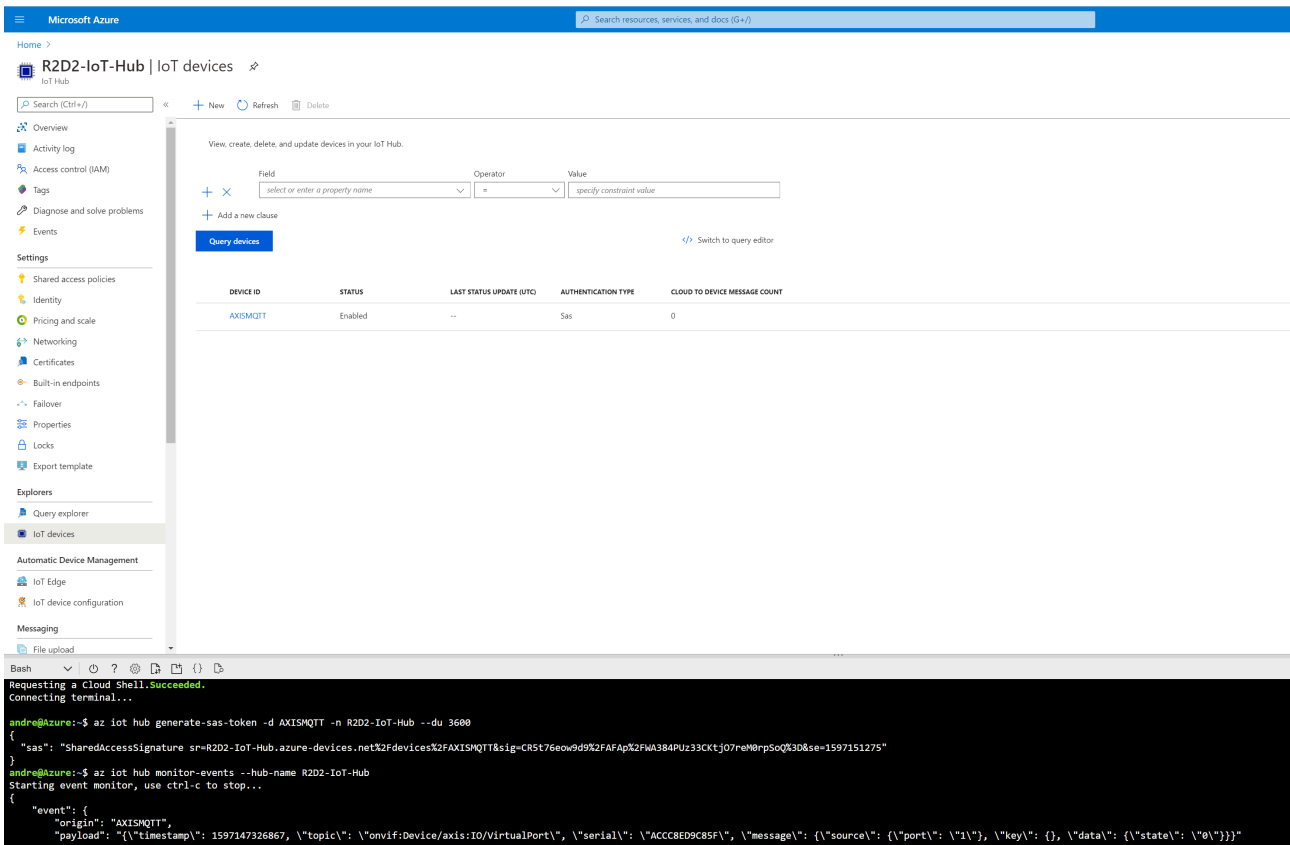 Microsoft Azure
Search resources, services, and docs (G+/)
Home >
R2D2-IoT-Hub | IoT devices
IoT Hub
Search (Ctrl+/)
«
New
Refresh
Delete
Overview
Activity log
Access control (IAM)
Tags
Diagnose and solve problems
Events
Settings
Shared access policies
Identity
Pricing and scale
Networking
Certificates
Built-in endpoints
Failover
Properties
Locks
Export template
Explorers
Query explorer
IoT devices
Automatic Device Management
IoT Edge
IoT device configuration
Messaging
File upload
View, create, delete, and update devices in your IoT Hub.
Field Operator Value
select or enter a property name = specify constraint value
Add a new clause
Query devices
</> Switch to query editor
DEVICE ID STATUS LAST STATUS UPDATE (UTC) AUTHENTICATION TYPE CLOUD TO DEVICE MESSAGE COUNT
AXISMQTT Enabled -- Sas 0
Bash
Requesting a Cloud Shell.Succeeded.
Connecting terminal...
andre@Azure:~$ az iot hub generate-sas-token -d AXISMQTT -n R2D2-IoT-Hub --du 3600
{
"sas": "SharedAccessSignature sr=R2D2-IoT-Hub.azure-devices.net%2Fdevices%2FAXISMQTT&sig=CR5t76eow9d9%2FAFAp%2FWA384PUz33CKtjO7reM0rpSoQ%3D&se=1597151275"
}
andre@Azure:~$ az iot hub monitor-events --hub-name R2D2-IoT-Hub
Starting event monitor, use ctrl-c to stop...
{
"event": {
"origin": "AXISMQTT",
"payload": "{\"timestamp\": 1597147326867, \"topic\": \"onvif:Device/axis:IO/VirtualPort\", \"serial\": \"ACCC8ED9C85F\", \"message\": {\"source\": {\"port\": \"1\"}, \"key\": {}, \"data\": {\"state\": \"0\"}}}"